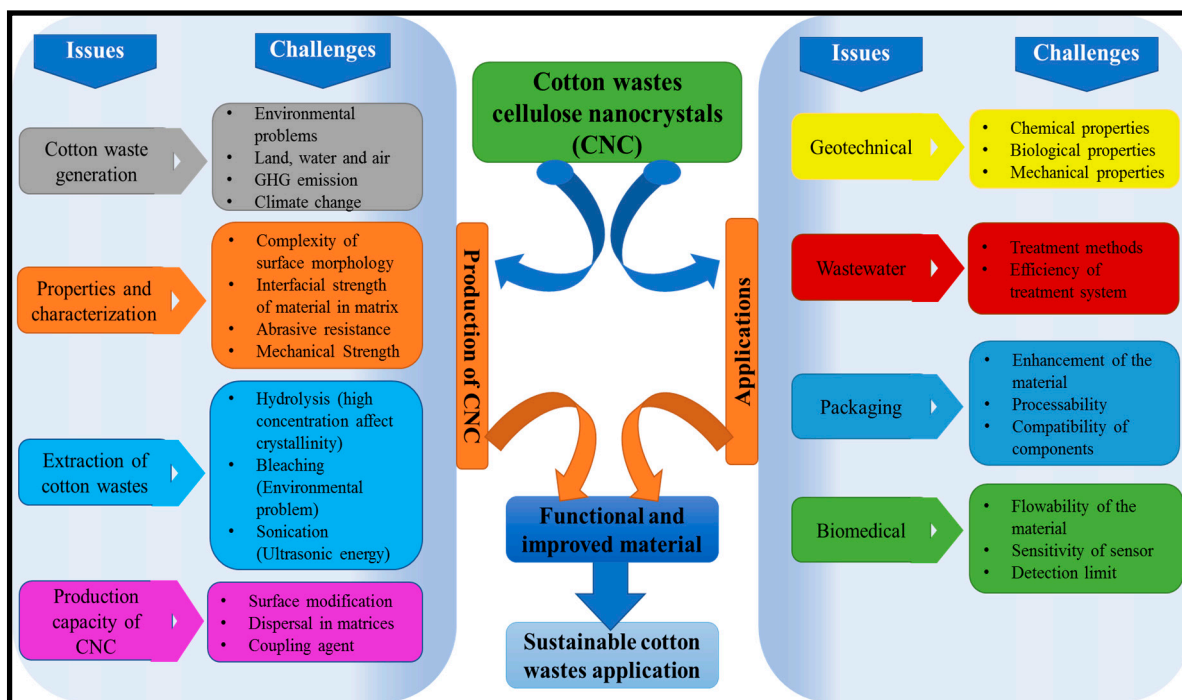 Issues
Challenges
Cotton waste
generation
• Environmental
problems
• Land, water and air
• GHG emission
• Climate change
Properties and
characterization
• Complexity of
surface morphology
• Interfacial strength
of material in matrix
• Abrasive resistance
• Mechanical Strength
Extraction of
cotton wastes
• Hydrolysis (high
concentration affect
crystallinity)
• Bleaching
(Environmental
problem)
• Sonication
(Ultrasonic energy)
Production
capacity of
CNC
• Surface modification
• Dispersal in matrices
• Coupling agent
Cotton wastes
cellulose nanocrystals
(CNC)
Production of CNC
Applications
Functional and
improved material
Sustainable cotton
wastes application
Issues
Challenges
Geotechnical
• Chemical properties
• Biological properties
• Mechanical properties
Wastewater
• Treatment methods
• Efficiency of
treatment system
Packaging
• Enhancement of the
material
• Processability
• Compatibility of
components
Biomedical
• Flowability of the
material
• Sensitivity of sensor
• Detection limit